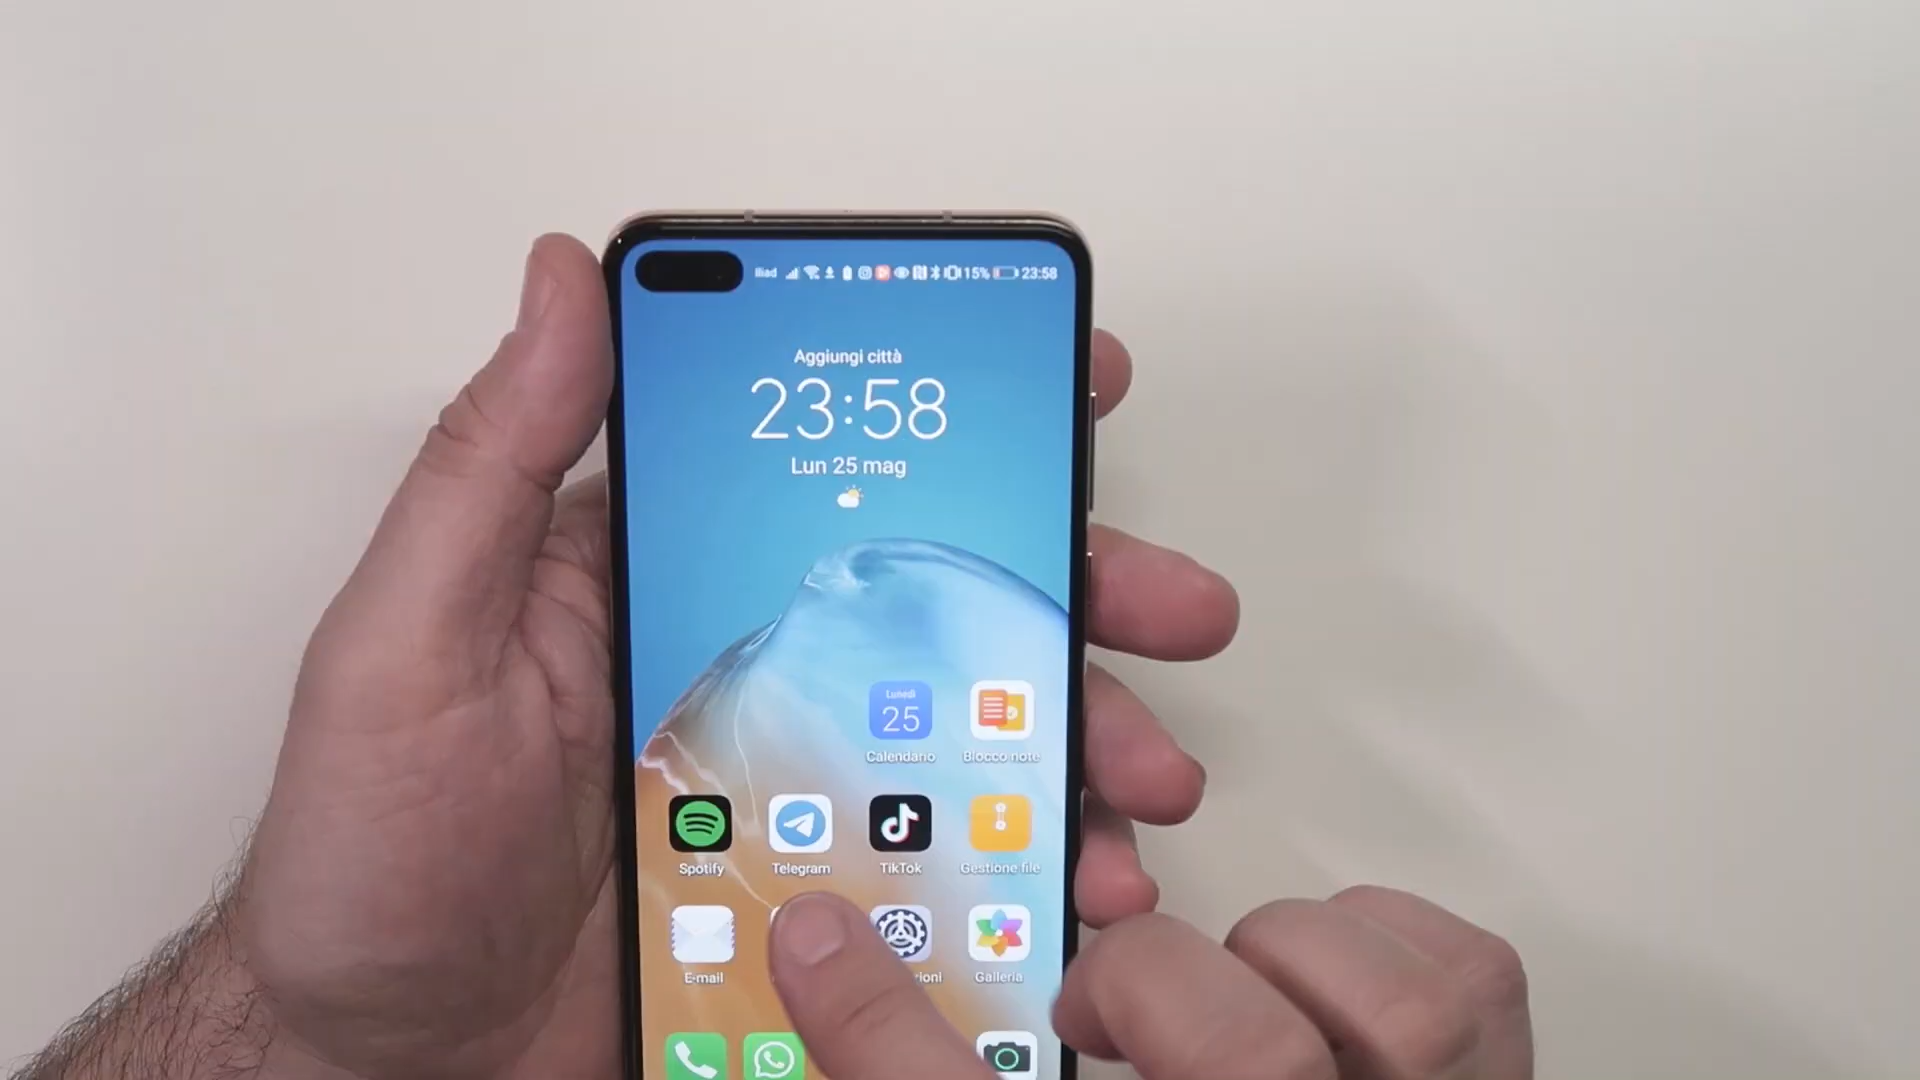 Iliad 15% 23:58
Aggiungi città
23:58
Lun 25 mag
Lunedì
25
Calendario Blocco note
Spotify Telegram TikTok Gestione file
E-mail Galleria